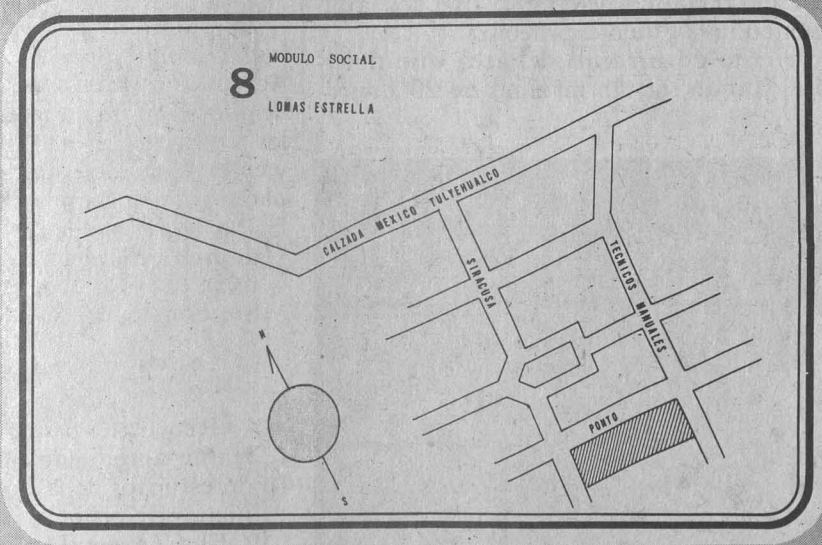 MODULO SOCIAL
8
LOMAS ESTRELLA
CALZADA MEXICO TULYEHUALCO
SIRACUSA
TECNICOS MANUALES
PONTO
N
S